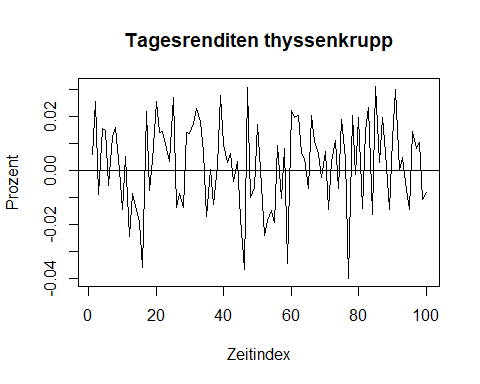 Tagesrenditen thyssenkrupp
Prozent
0.02
0.00
-0.02
-0.04
0 20 40 60 80 100
Zeitindex